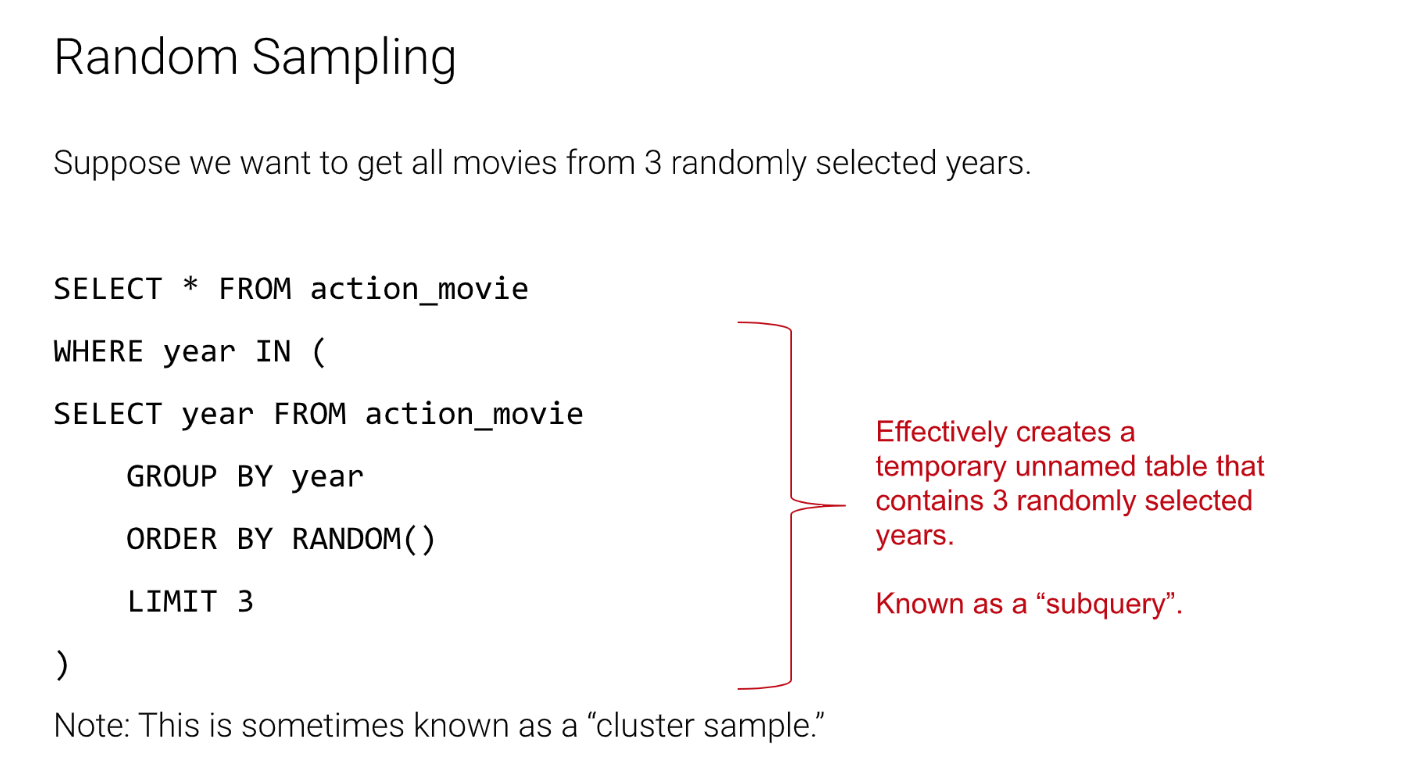 Random Sampling
Suppose we want to get all movies from 3 randomly selected years.
SELECT * FROM action_movie
WHERE year IN (
SELECT year FROM action_movie
GROUP BY year
ORDER BY RANDOM()
LIMIT 3
)
Effectively creates a
temporary unnamed table that
contains 3 randomly selected
years.
Known as a “subquery”.
Note: This is sometimes known as a “cluster sample.”